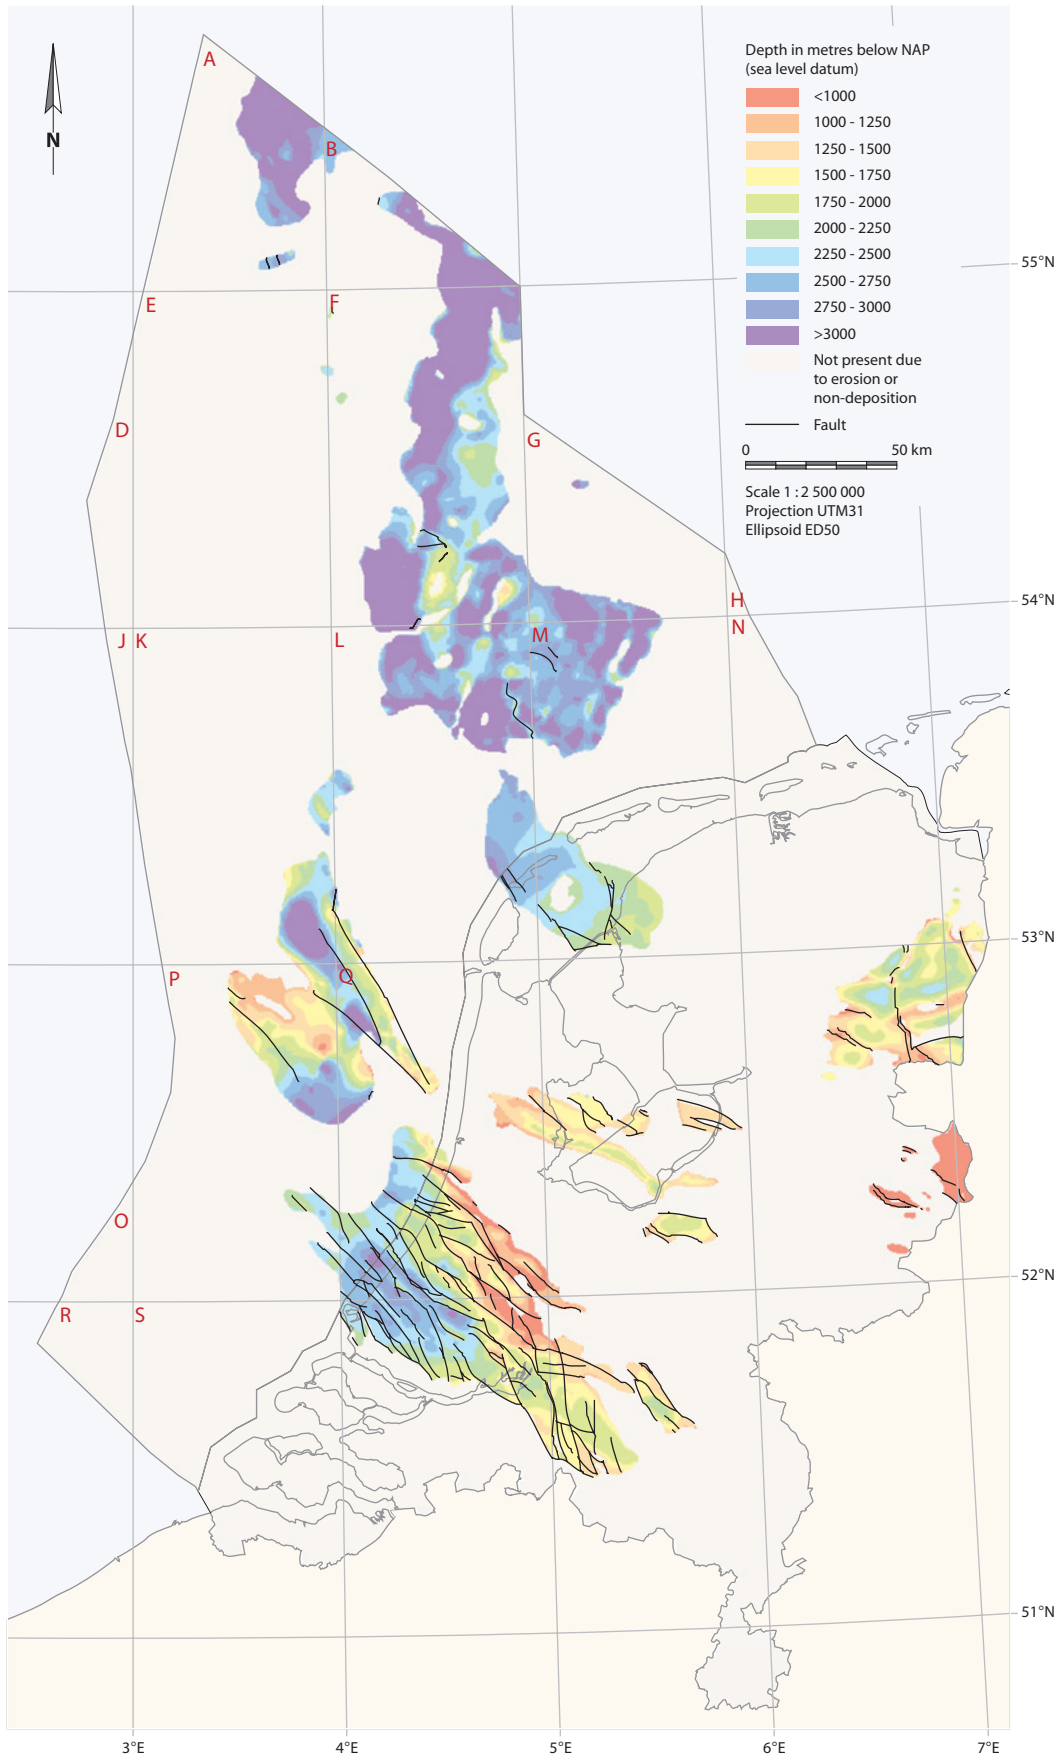 A
Depth in metres below NAP
(sea level datum)
<1000
1000 - 1250
B
1250 - 1500
N
1500 - 1750
1750 - 2000
2000 - 2250
2250 - 2500
55°N
2500 - 2750
E
F
2750 - 3000
>3000
Not present due
to erosion or
non-deposition
Fault
D
G
0
50 km
Scale 1 : 2 500 000
Projection UTM31
Ellipsoid ED50
54°N
H
J
K
L
M
N
53°N
P
Q
O
52°N
R
S
51°N
3°E
4°E
5°E
6°E
7°E